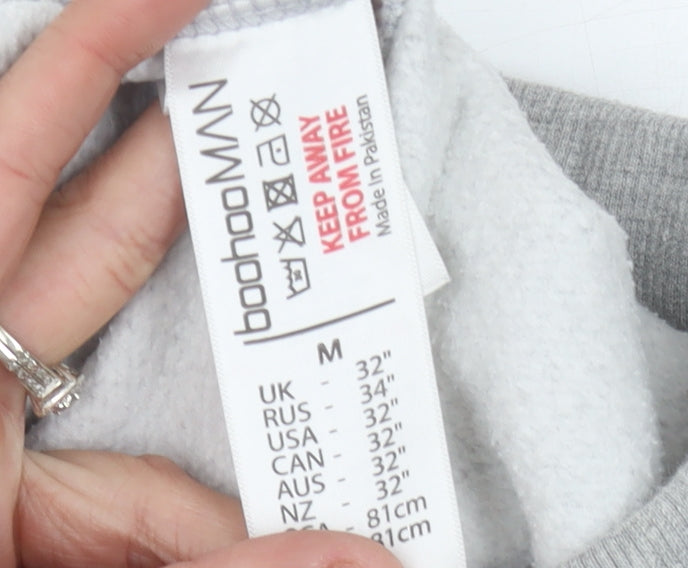 boohooMAN
KEEP AWAY
FROM FIRE
Made In Pakistan
M
UK - 32"
RUS - 34"
USA - 32"
CAN - 32"
AUS - 32"
NZ - 32"
- 81cm